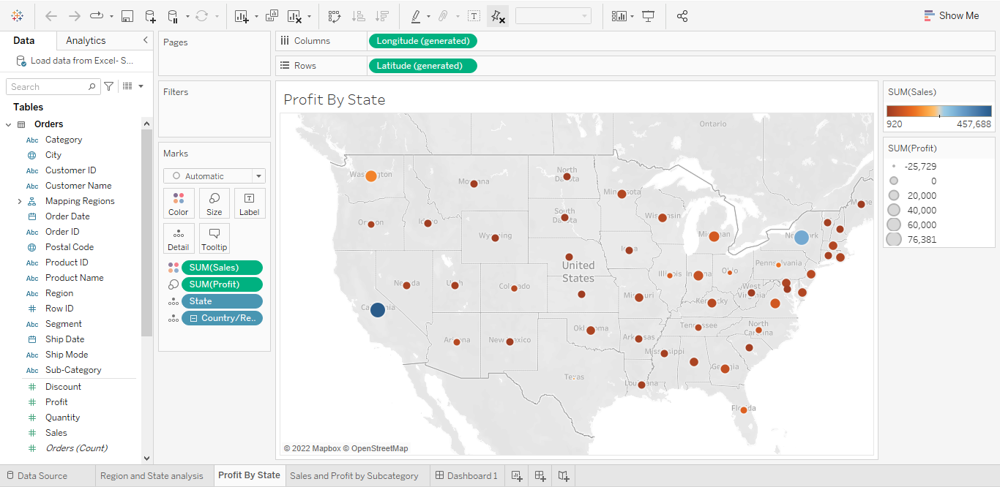 Show Me
Data
Analytics
Load data from Excel- S...
Search
Tables
Orders
Abc Category
City
Abc Customer ID
Abc Customer Name
Mapping Regions
Order Date
Abc Order ID
Postal Code
Abc Product ID
Abc Product Name
Abc Region
# Row ID
Abc Segment
Ship Date
Abc Ship Mode
Abc Sub-Category
# Discount
# Profit
# Quantity
# Sales
# Orders (Count)
Pages
Filters
Marks
Automatic
Color
Size
Label
Detail
Tooltip
SUM(Sales)
SUM(Profit)
State
Country/Re..
Columns
Longitude (generated)
Rows
Latitude (generated)
Profit By State
Ontario
Washington
Montana
North
Dakota
Minnesota
Maine
Oregon
Idaho
South
Dakota
Wisconsin
Wyoming
Michigan
New York
Iowa
United
States
Pennsylvania
Nevada
Utah
Colorado
Illinois
Indiana
Ohio
West
Virginia
Missouri
Kentucky
California
Oklahoma
Tennessee
North
Carolina
Arizona
New Mexico
Arkansas
Mississippi
Georgia
Texas
Louisiana
Florida
© 2022 Mapbox © OpenStreetMap
SUM(Sales)
920
457,688
SUM(Profit)
-25,729
0
20,000
40,000
60,000
76,381
Data Source
Region and State analysis
Profit By State
Sales and Profit by Subcategory
Dashboard 1